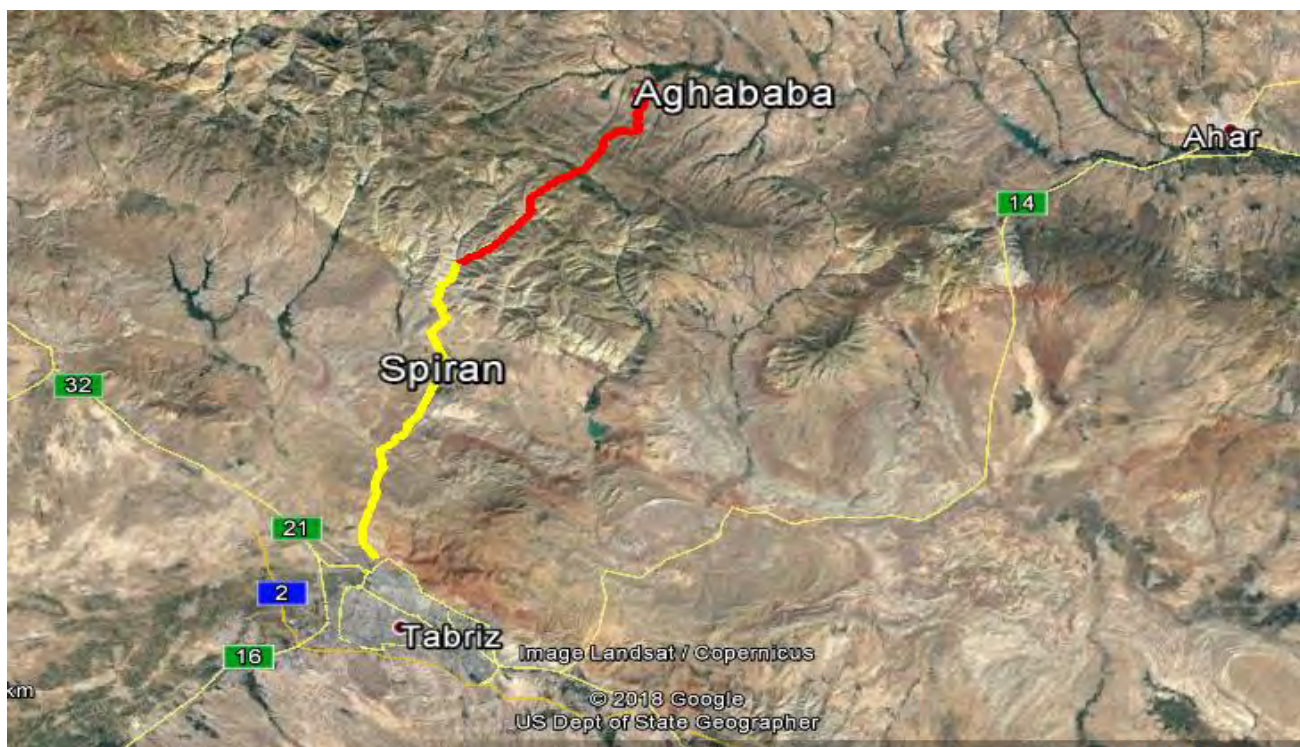 Aghababa
Ahar
14
Spiran
32
21
2
Tabriz
16
Image Landsat / Copernicus
km
© 2018 Google
US Dept of State Geographer